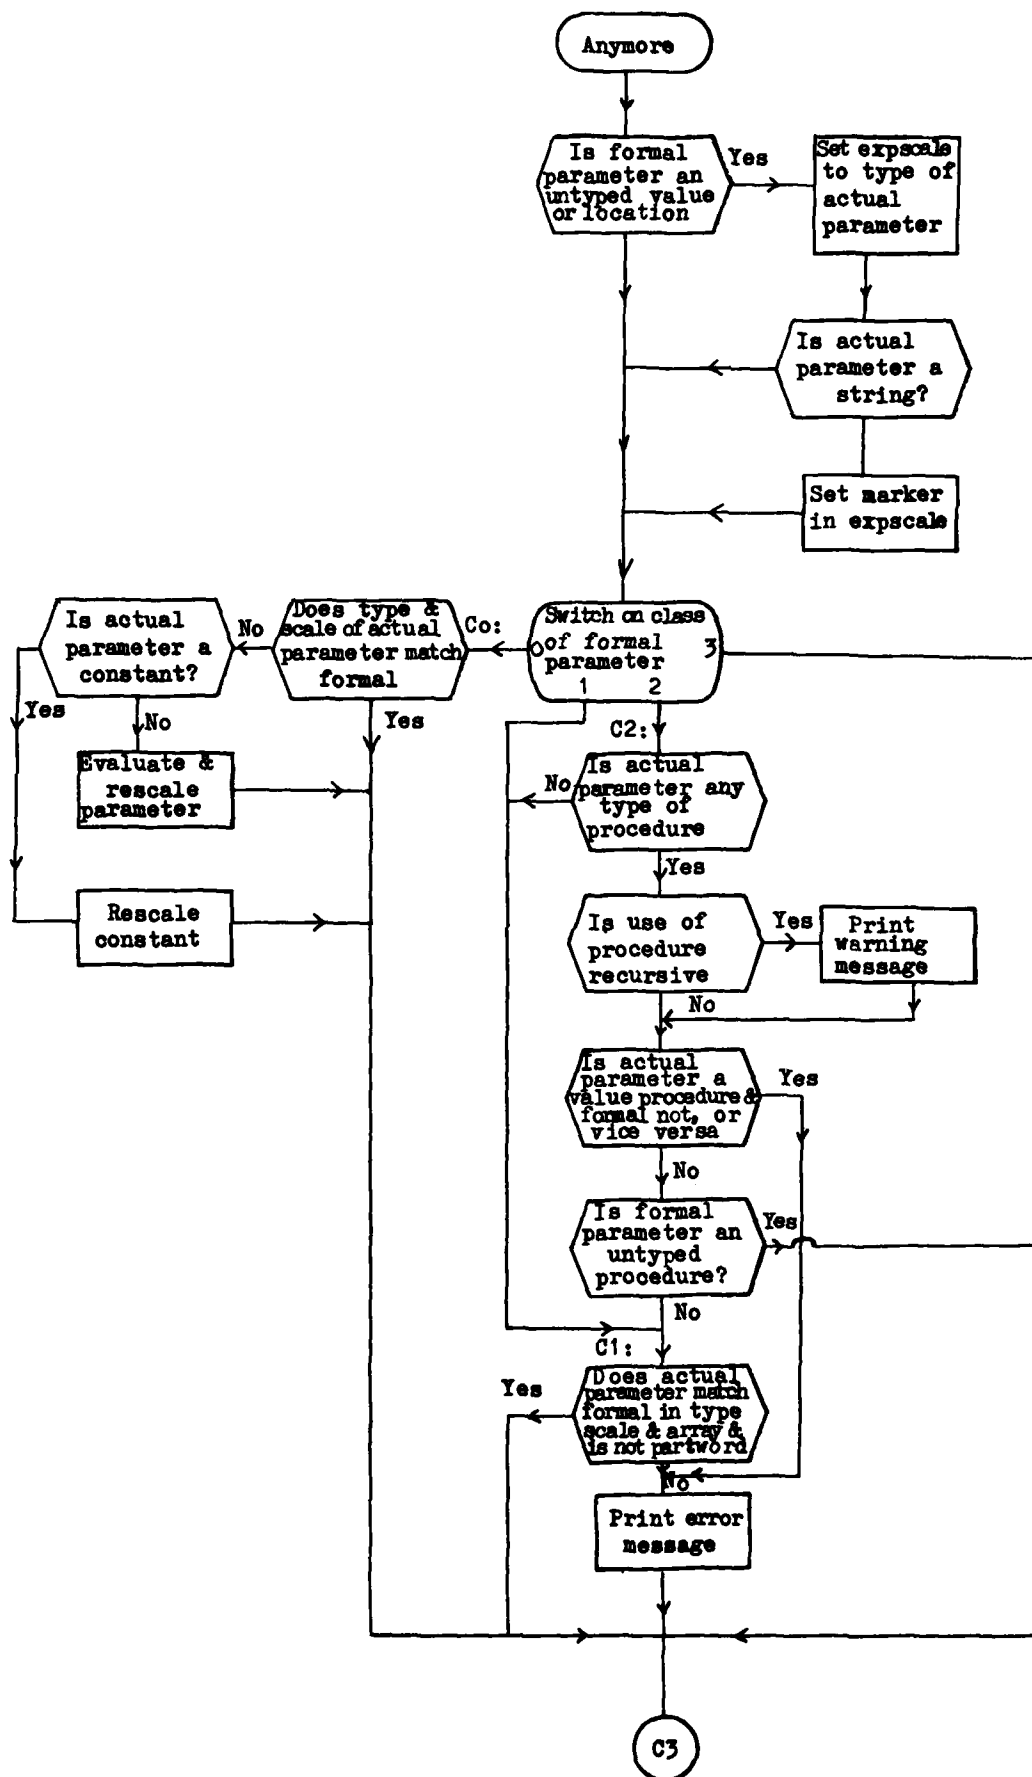 Anymore
Is formal
parameter an
untyped value
or location
Yes
Set expscale
to type of
actual
parameter
Is actual
parameter a
string?
Set marker
in expscale
Switch on class
0 of formal
parameter
3
1 2
Co:
Does type &
scale of actual
parameter match
formal
No
Yes
Is actual
parameter a
constant?
Yes
No
Evaluate &
rescale
parameter
Rescale
constant
C2:
Is actual
parameter any
type of
procedure
No
Yes
Is use of
procedure
recursive
Yes
Print
warning
message
No
Is actual
parameter a
value procedure &
formal not, or
vice versa
Yes
No
Is formal
parameter an
untyped
procedure?
Yes
No
C1:
Does actual
parameter match
formal in type
scale & array &
is not partword
Yes
No
Print error
message
C3